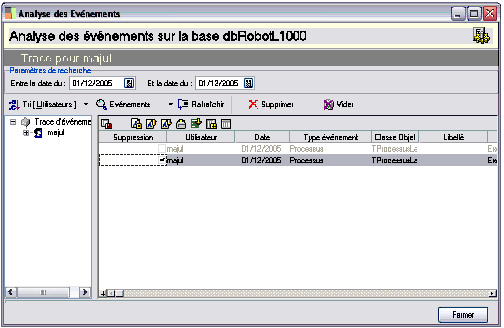 Analyse des Evénements
Analyse des événements sur la base dbRobotL1000
Trace pour majul
Paramètres de recherche
Entre la date du : 01/12/2005 Et la date du : 01/12/2005
Tri [Utilisateurs] Evénements Rafraîchir Supprimer Vider
Trace d'événeme
majul
Suppression Utilisateur Date Type événement Classe Objet Libellé
majul 01/12/2005 Processus TProcessusLa Exe
majul 01/12/2005 Processus TProcessusLa Exe
Fermer